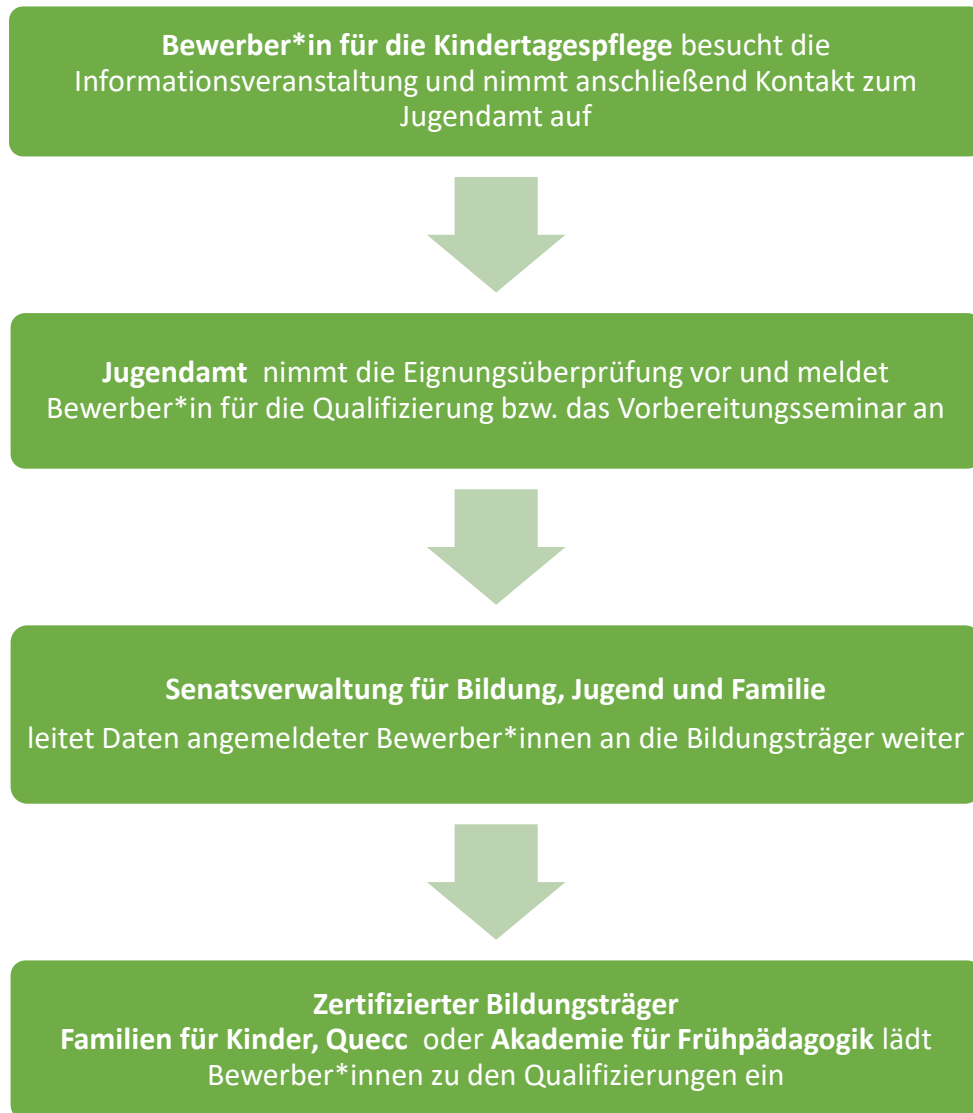 Bewerber*in für die Kindertagespflege besucht die
Informationsveranstaltung und nimmt anschließend Kontakt zum
Jugendamt auf
Jugendamt nimmt die Eignungsüberprüfung vor und meldet
Bewerber*in für die Qualifizierung bzw. das Vorbereitungsseminar an
Senatsverwaltung für Bildung, Jugend und Familie
leitet Daten angemeldeter Bewerber*innen an die Bildungsträger weiter
Zertifizierter Bildungsträger
Familien für Kinder, Quecc oder Akademie für Frühpädagogik lädt
Bewerber*innen zu den Qualifizierungen ein